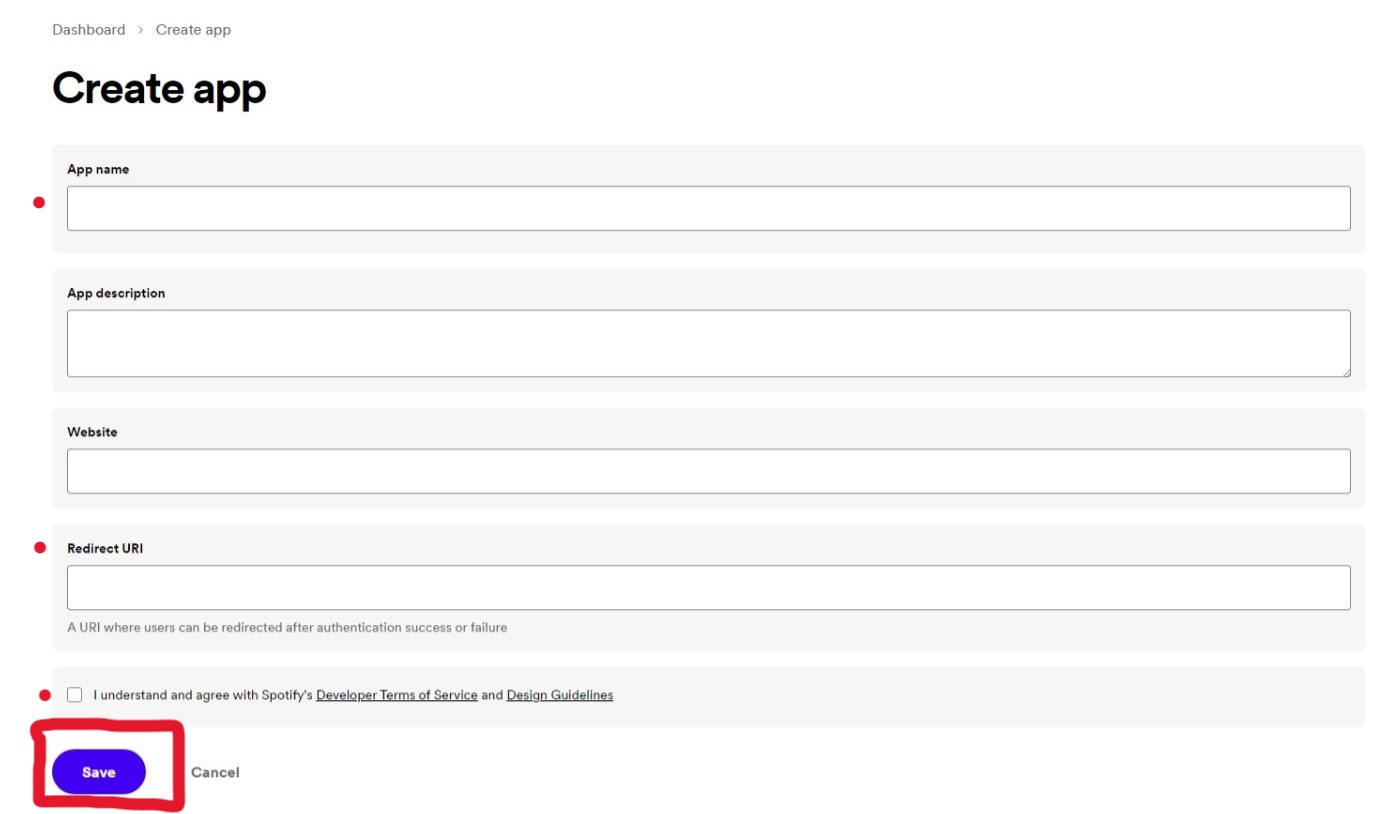 Dashboard > Create app
Create app
App name
App description
Website
Redirect URI
A URI where users can be redirected after authentication success or failure
I understand and agree with Spotify's Developer Terms of Service and Design Guidelines
Save Cancel